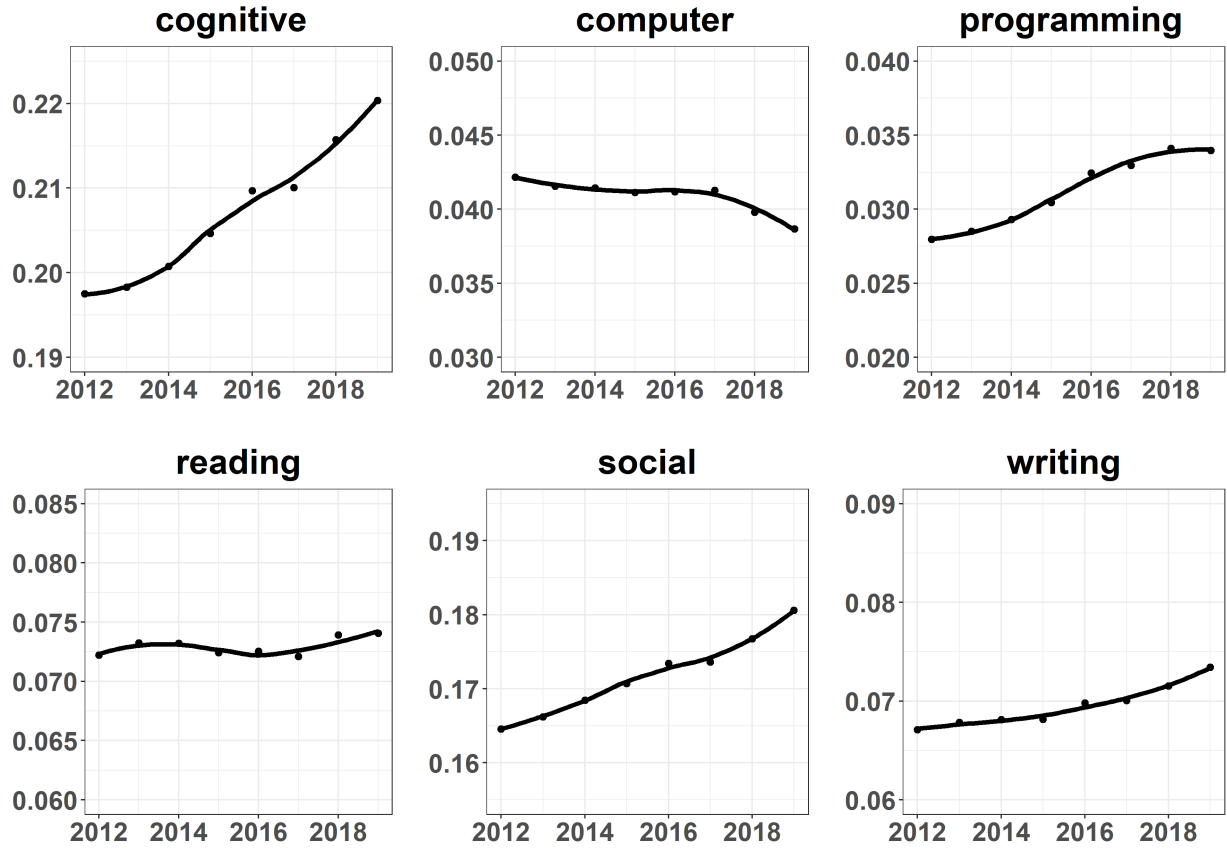 cognitive computer programming
0.22 0.050 0.040
0.045 0.035
0.21 0.040 0.030
0.20 0.035 0.025
0.19 0.030 0.020
2012 2014 2016 2018 2012 2014 2016 2018 2012 2014 2016 2018
reading social writing
0.085 0.19 0.09
0.080 0.18 0.08
0.075
0.070 0.17 0.07
0.065 0.16
0.060 0.06
2012 2014 2016 2018 2012 2014 2016 2018 2012 2014 2016 2018